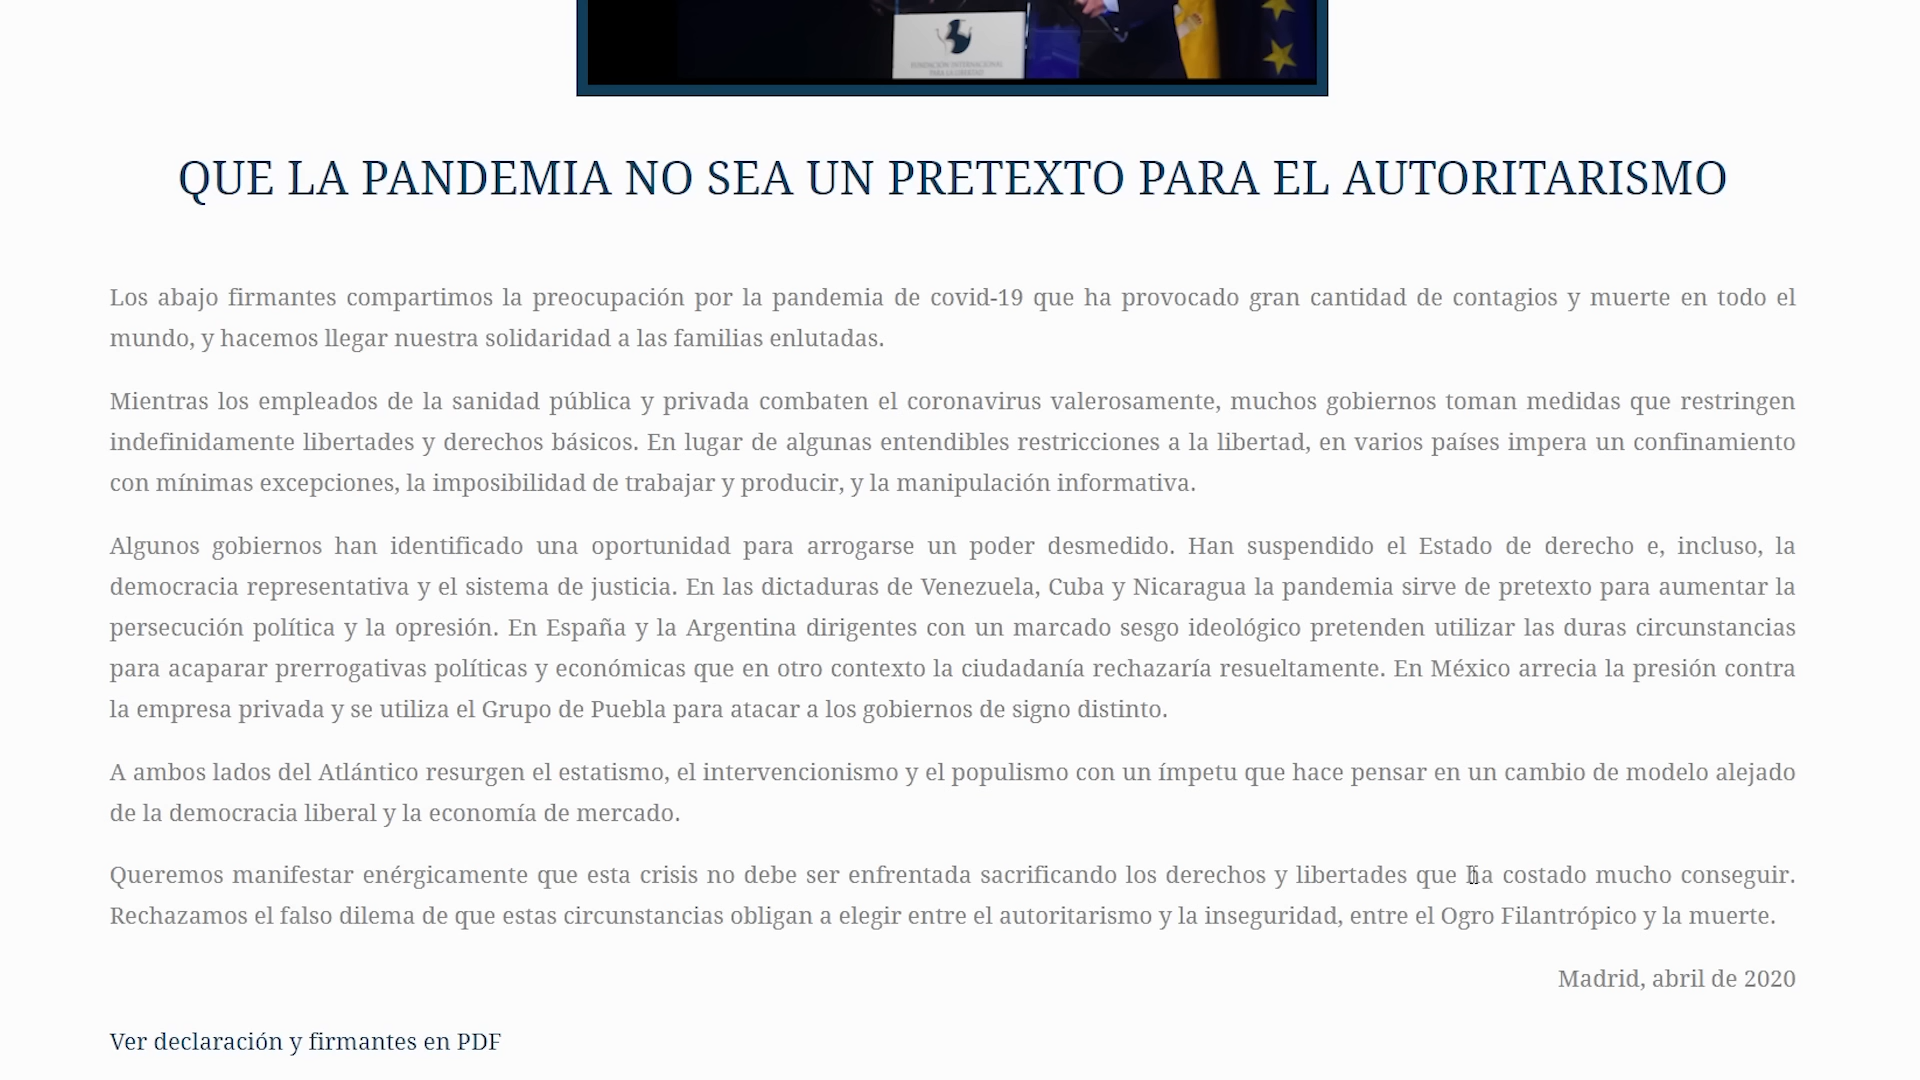 FUNDACIÓN INTERNACIONAL
PARA LA LIBERTAD
QUE LA PANDEMIA NO SEA UN PRETEXTO PARA EL AUTORITARISMO
Los abajo firmantes compartimos la preocupación por la pandemia de covid-19 que ha provocado gran cantidad de contagios y muerte en todo el
mundo, y hacemos llegar nuestra solidaridad a las familias enlutadas.
Mientras los empleados de la sanidad pública y privada combaten el coronavirus valerosamente, muchos gobiernos toman medidas que restringen
indefinidamente libertades y derechos básicos. En lugar de algunas entendibles restricciones a la libertad, en varios países impera un confinamiento
con mínimas excepciones, la imposibilidad de trabajar y producir, y la manipulación informativa.
Algunos gobiernos han identificado una oportunidad para arrogarse un poder desmedido. Han suspendido el Estado de derecho e, incluso, la
democracia representativa y el sistema de justicia. En las dictaduras de Venezuela, Cuba y Nicaragua la pandemia sirve de pretexto para aumentar la
persecución política y la opresión. En España y la Argentina dirigentes con un marcado sesgo ideológico pretenden utilizar las duras circunstancias
para acaparar prerrogativas políticas y económicas que en otro contexto la ciudadanía rechazaría resueltamente. En México arrecia la presión contra
la empresa privada y se utiliza el Grupo de Puebla para atacar a los gobiernos de signo distinto.
A ambos lados del Atlántico resurgen el estatismo, el intervencionismo y el populismo con un ímpetu que hace pensar en un cambio de modelo alejado
de la democracia liberal y la economía de mercado.
Queremos manifestar enérgicamente que esta crisis no debe ser enfrentada sacrificando los derechos y libertades que ha costado mucho conseguir.
Rechazamos el falso dilema de que estas circunstancias obligan a elegir entre el autoritarismo y la inseguridad, entre el Ogro Filantrópico y la muerte.
Madrid, abril de 2020
Ver declaración y firmantes en PDF